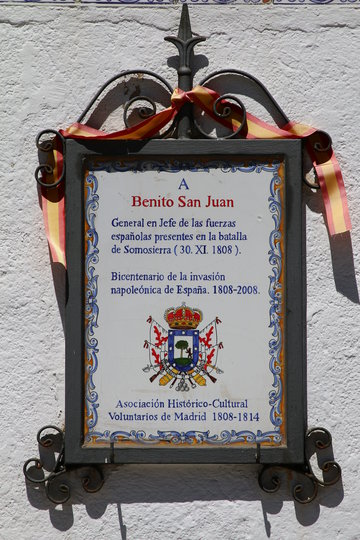 A
Benito San Juan
General en Jefe de las fuerzas
españolas presentes en la batalla
de Somosierra ( 30. XI. 1808 ).
Bicentenario de la invasión
napoleónica de España. 1808-2008.
Asociación Histórico-Cultural
Voluntarios de Madrid 1808-1814